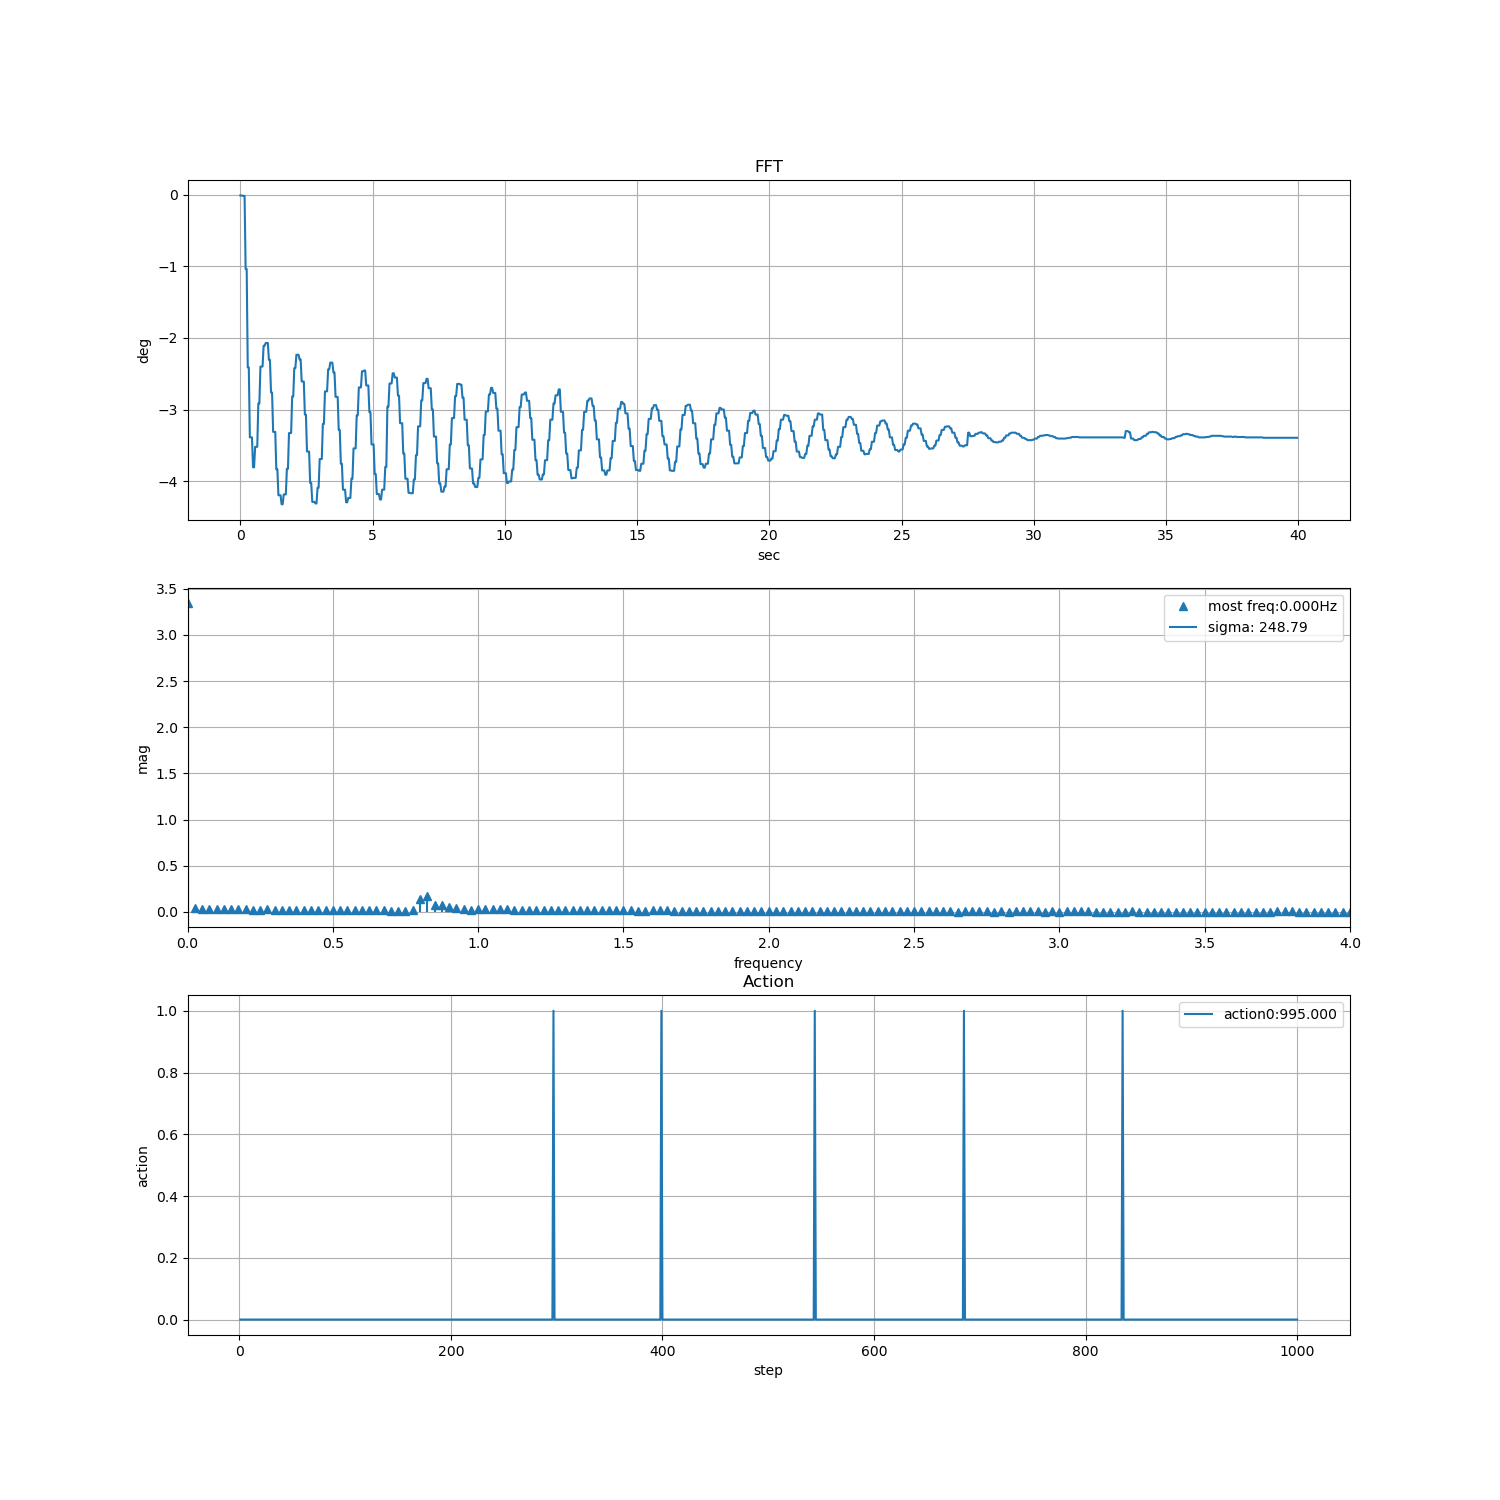 FFT
0
−1
−2
−3
−4
deg
0 5 10 15 20 25 30 35 40
sec
3.5
3.0
2.5
2.0
1.5
1.0
0.5
0.0
mag
most freq:0.000Hz
sigma: 248.79
0.0 0.5 1.0 1.5 2.0 2.5 3.0 3.5 4.0
frequency
Action
1.0
0.8
0.6
0.4
0.2
0.0
action
action0:995.000
0 200 400 600 800 1000
step